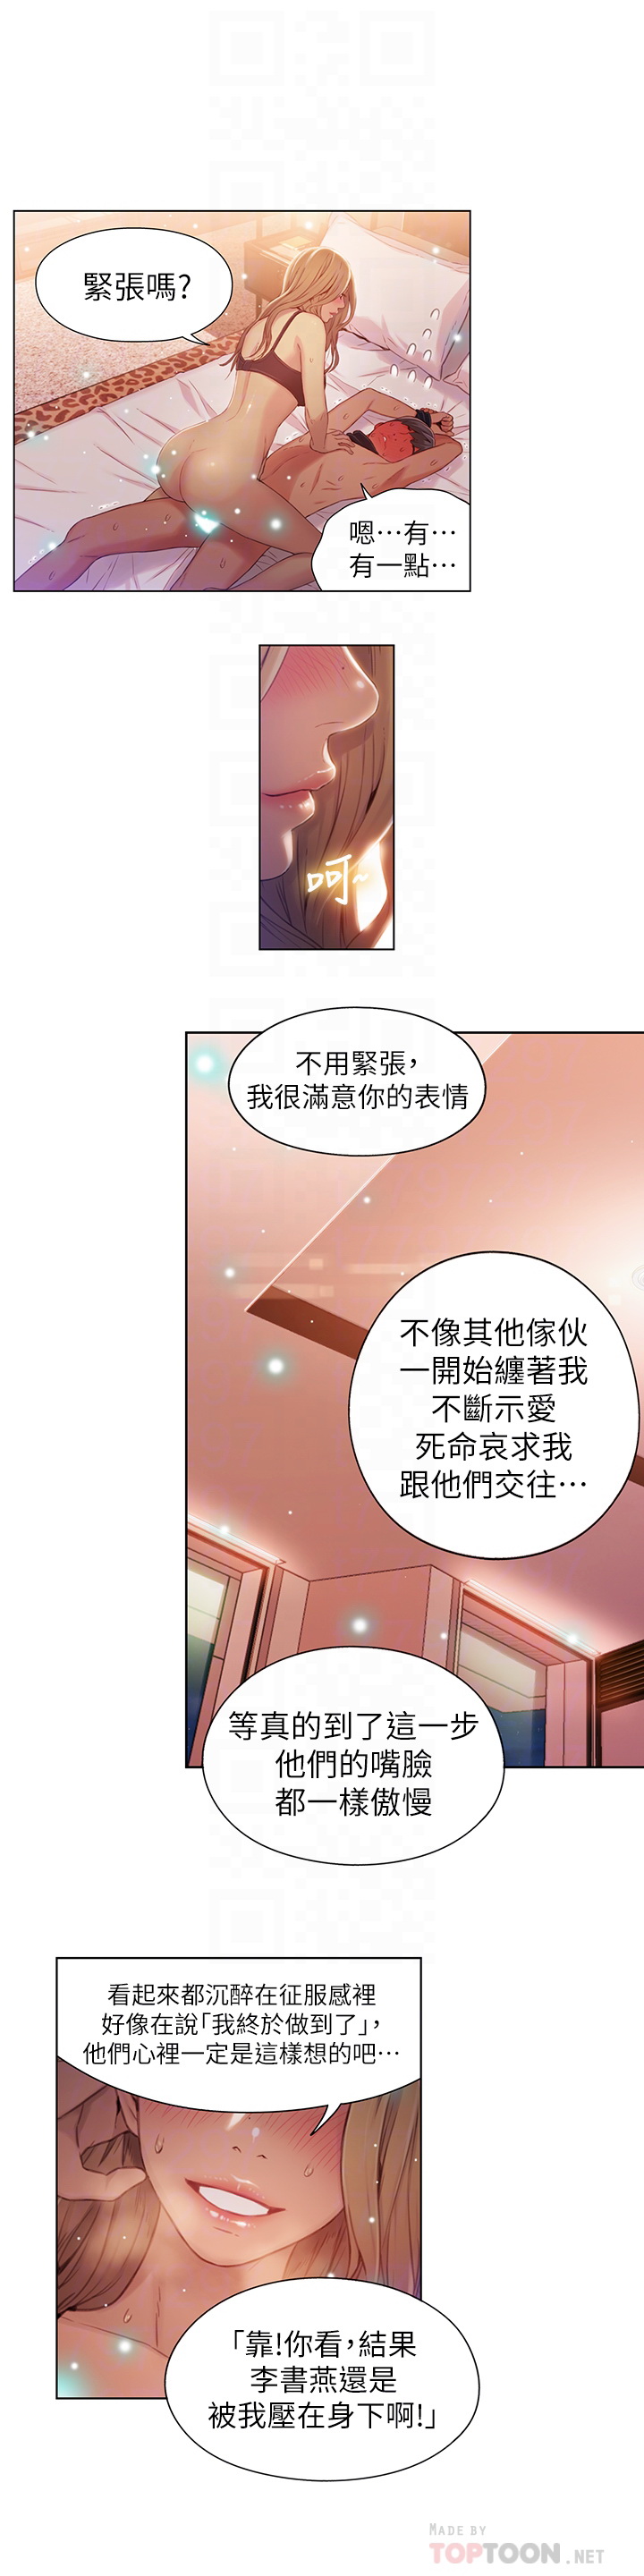 緊張嗎?
嗯⋯有⋯
有一點⋯
呵~
不用緊張，
我很滿意你的表情
不像其他傢伙
一開始纏著我
不斷示愛
死命哀求我
跟他們交往⋯
等真的到了這一步
他們的嘴臉
都一樣傲慢
看起來都沉醉在征服感裡
好像在說「我終於做到了」，
他們心裡一定是這樣想的吧⋯
「靠!你看，結果
李書燕還是
被我壓在身下啊!」
MADE BY
TOPTOON.NET